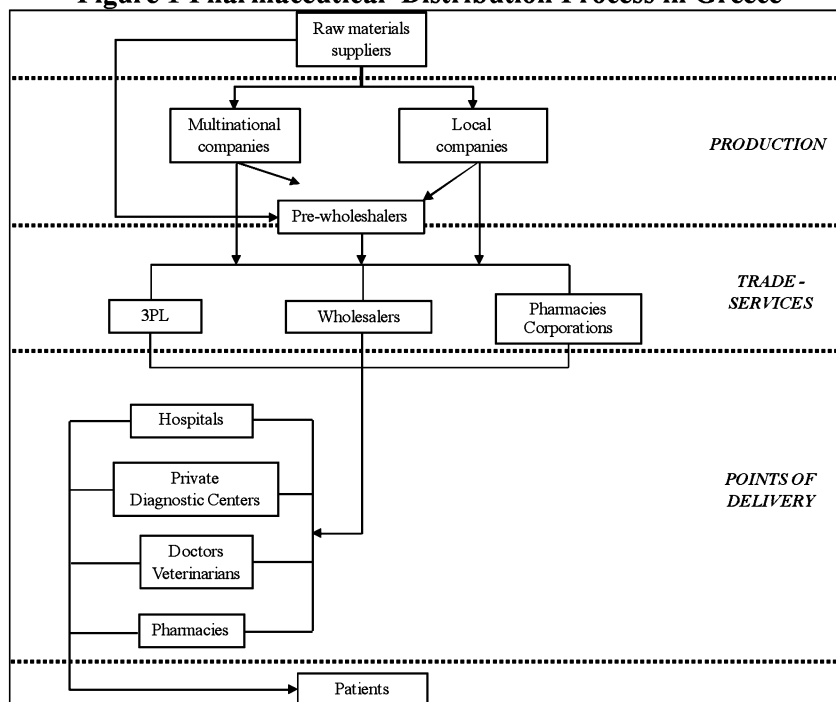 Figure 1 Pharmaceutical Distribution Process in Greece
Raw materials
suppliers
Multinational
companies
Local
companies
PRODUCTION
Pre-wholeshalers
TRADE -
SERVICES
3PL
Wholesalers
Pharmacies
Corporations
Hospitals
Private
Diagnostic Centers
POINTS OF
DELIVERY
Doctors
Veterinarians
Pharmacies
Patients